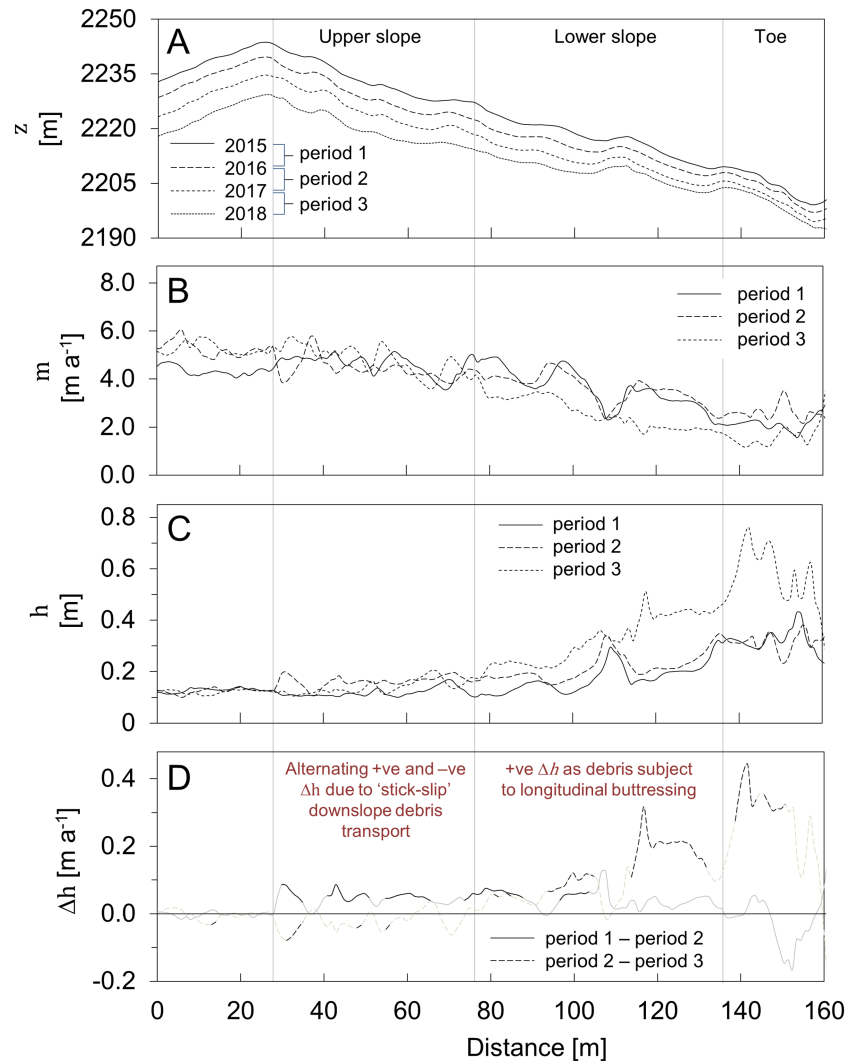 A
Upper slope
Lower slope
Toe
2250
2235
2220
2205
2190
z
[m]
2015
2016
2017
2018
period 1
period 2
period 3
B
8.0
6.0
4.0
2.0
0.0
m
[m a-1]
period 1
period 2
period 3
C
0.8
0.6
0.4
0.2
0
h
[m]
period 1
period 2
period 3
D
0.4
0.2
0.0
-0.2
Δh
[m a-1]
Alternating +ve and –ve
Δh due to ‘stick-slip’
downslope debris
transport
+ve Δh as debris subject
to longitudinal buttressing
period 1 – period 2
period 2 – period 3
0 20 40 60 80 100 120 140 160
Distance [m]